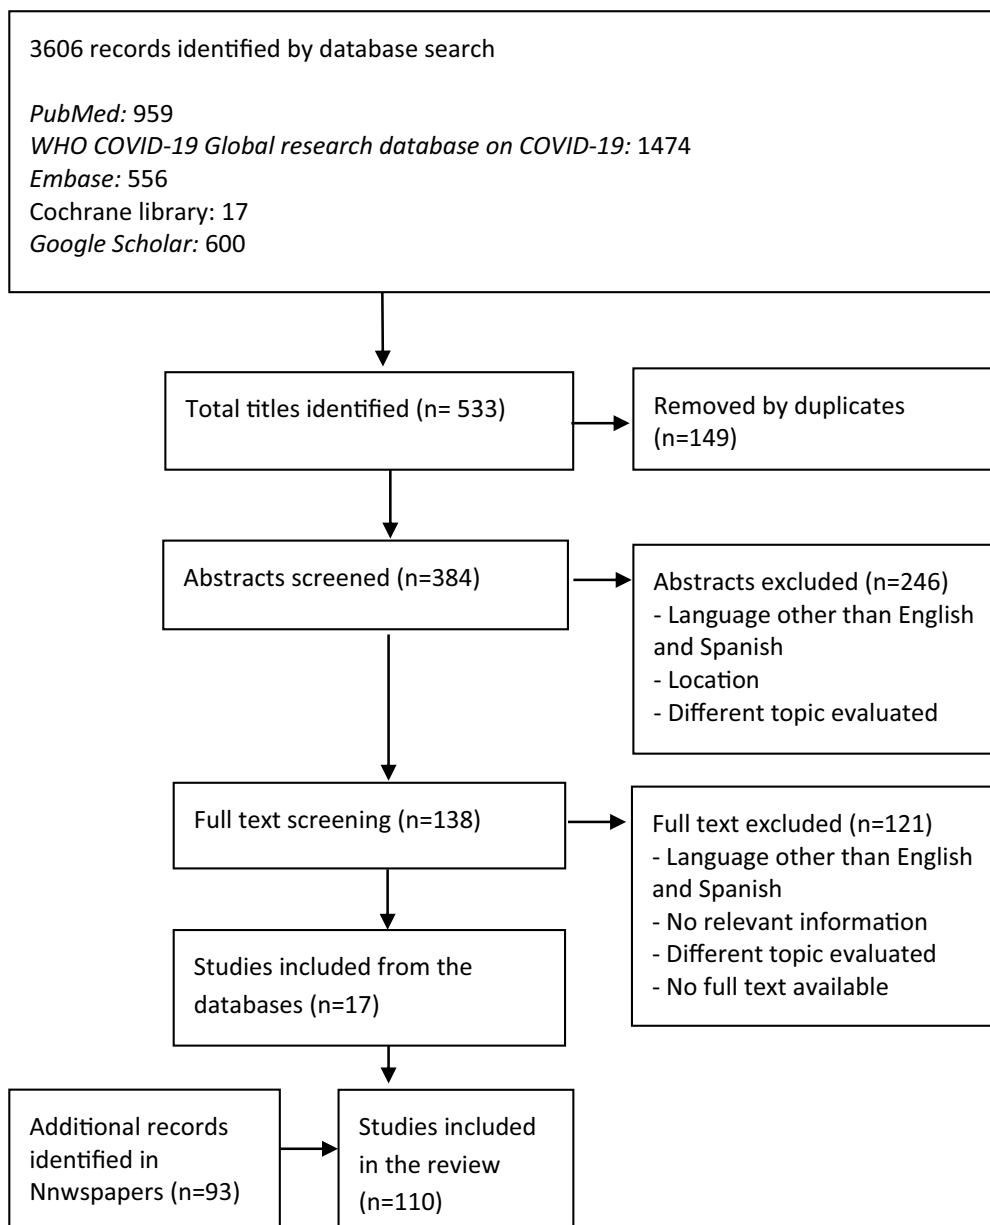 3606 records identified by database search
PubMed: 959
WHO COVID-19 Global research database on COVID-19: 1474
Embase: 556
Cochrane library: 17
Google Scholar: 600
Total titles identified (n= 533)
Removed by duplicates
(n=149)
Abstracts screened (n=384)
Abstracts excluded (n=246)
- Language other than English
and Spanish
- Location
- Different topic evaluated
Full text screening (n=138)
Full text excluded (n=121)
- Language other than English
and Spanish
- No relevant information
- Different topic evaluated
- No full text available
Studies included from the
databases (n=17)
Additional records
identified in
Nnwspapers (n=93)
Studies included
in the review
(n=110)